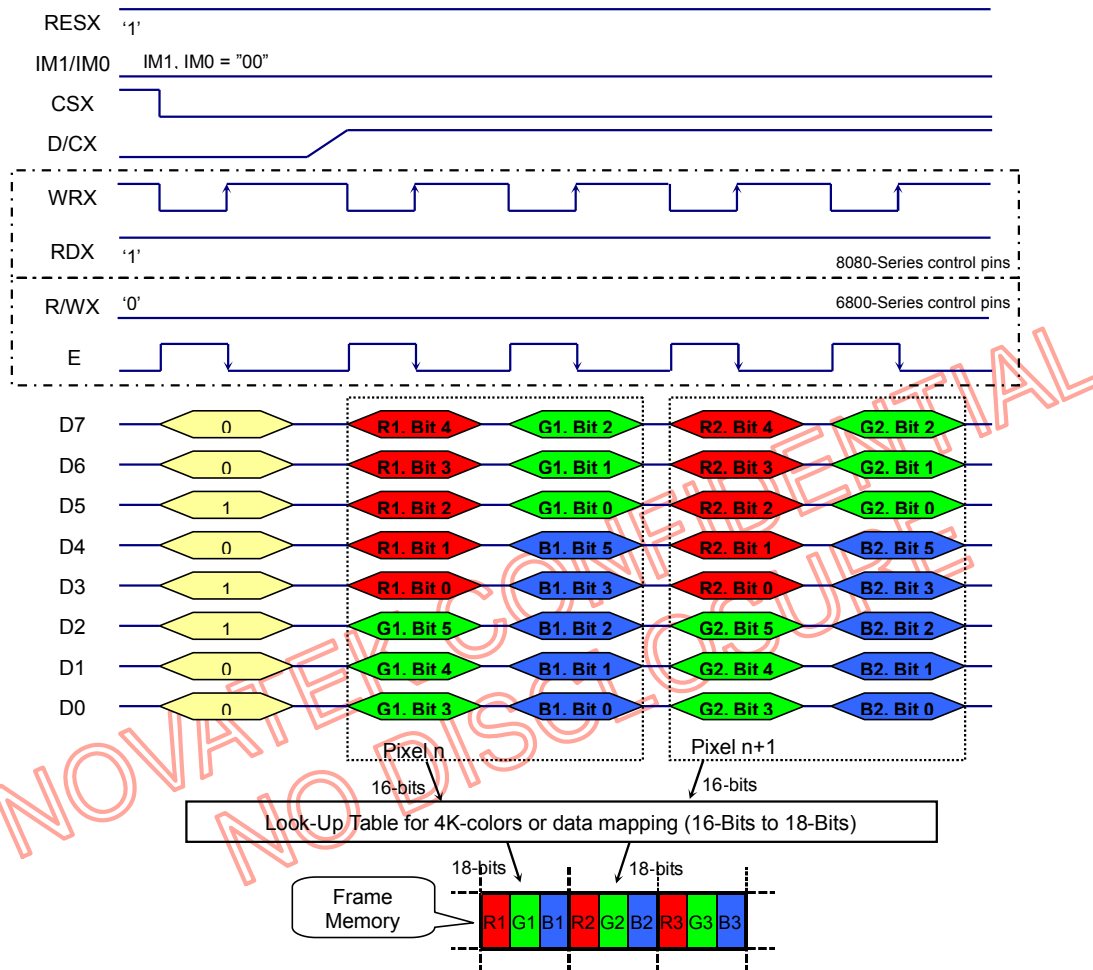 RESX '1'
IM1/IM0 IM1, IM0 = "00"
CSX
D/CX
WRX
RDX '1'
8080-Series control pins
R/WX '0'
6800-Series control pins
E
D7 0 R1. Bit 4 G1. Bit 2 R2. Bit 4 G2. Bit 2
D6 0 R1. Bit 3 G1. Bit 1 R2. Bit 3 G2. Bit 1
D5 1 R1. Bit 2 G1. Bit 0 R2. Bit 2 G2. Bit 0
D4 0 R1. Bit 1 B1. Bit 5 R2. Bit 1 B2. Bit 5
D3 1 R1. Bit 0 B1. Bit 3 R2. Bit 0 B2. Bit 3
D2 1 G1. Bit 5 B1. Bit 2 G2. Bit 5 B2. Bit 2
D1 0 G1. Bit 4 B1. Bit 1 G2. Bit 4 B2. Bit 1
D0 0 G1. Bit 3 B1. Bit 0 G2. Bit 3 B2. Bit 0
Pixel n Pixel n+1
16-bits 16-bits
Look-Up Table for 4K-colors or data mapping (16-Bits to 18-Bits)
18-bits 18-bits
Frame
Memory
R1 G1 B1 R2 G2 B2 R3 G3 B3
NOVATEK CONFIDENTIAL
NO DISCLOSURE